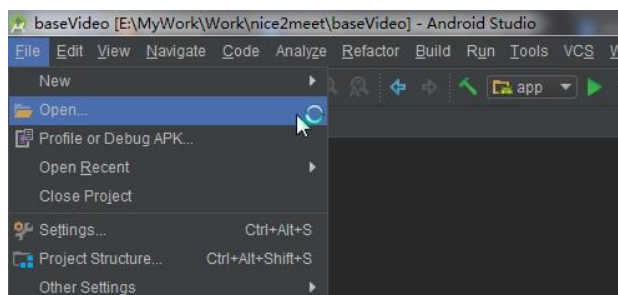 baseVideo [E:\MyWork\Work\nice2meet\baseVideo] - Android Studio
File Edit View Navigate Code Analyze Refactor Build Run Tools VCS
New
app
Open...
Profile or Debug APK...
Open Recent
Close Project
Settings... Ctrl+Alt+S
Project Structure... Ctrl+Alt+Shift+S
Other Settings